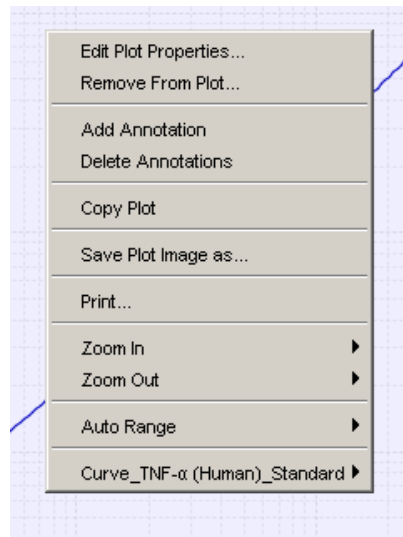 Edit Plot Properties...
Remove From Plot...
Add Annotation
Delete Annotations
Copy Plot
Save Plot Image as...
Print...
Zoom In
Zoom Out
Auto Range
Curve_TNF-α (Human)_Standard